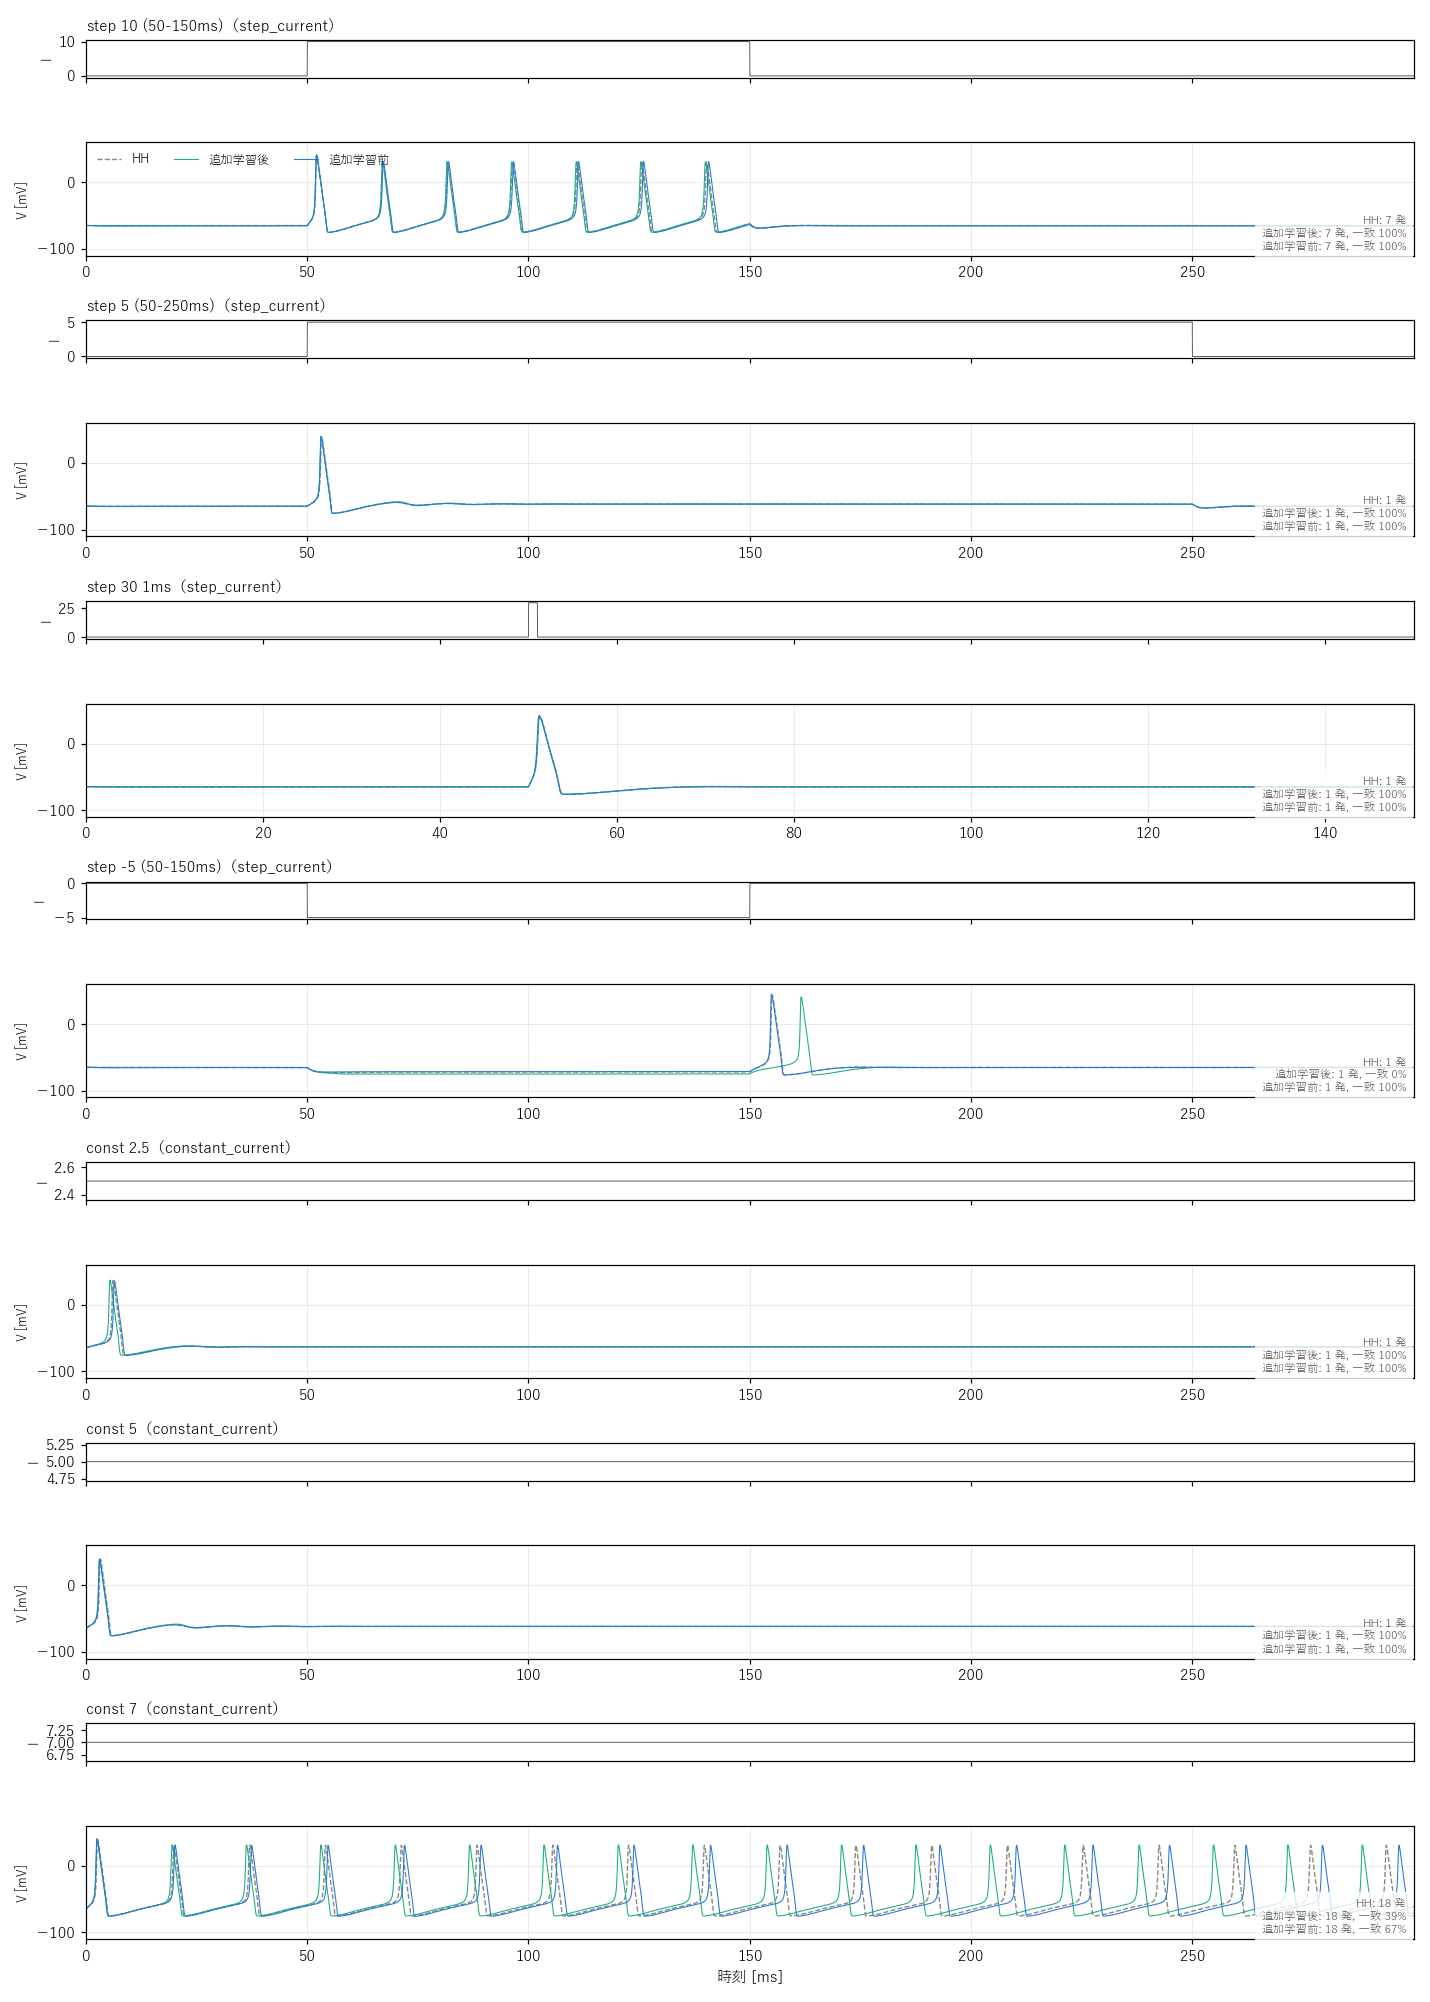 step 10 (50-150ms)（step_current）
10
0
I
HH
追加学習後
追加学習前
0
−100
V [mV]
HH: 7 発
追加学習後: 7 発, 一致 100%
追加学習前: 7 発, 一致 100%
0 50 100 150 200 250
step 5 (50-250ms)（step_current）
5
0
I
0
−100
V [mV]
HH: 1 発
追加学習後: 1 発, 一致 100%
追加学習前: 1 発, 一致 100%
0 50 100 150 200 250
step 30 1ms（step_current）
25
0
I
0
−100
V [mV]
HH: 1 発
追加学習後: 1 発, 一致 100%
追加学習前: 1 発, 一致 100%
0 20 40 60 80 100 120 140
step -5 (50-150ms)（step_current）
0
−5
I
0
−100
V [mV]
HH: 1 発
追加学習後: 1 発, 一致 0%
追加学習前: 1 発, 一致 100%
0 50 100 150 200 250
const 2.5（constant_current）
2.6
2.4
I
0
−100
V [mV]
HH: 1 発
追加学習後: 1 発, 一致 100%
追加学習前: 1 発, 一致 100%
0 50 100 150 200 250
const 5（constant_current）
5.25
5.00
4.75
I
0
−100
V [mV]
HH: 1 発
追加学習後: 1 発, 一致 100%
追加学習前: 1 発, 一致 100%
0 50 100 150 200 250
const 7（constant_current）
7.25
7.00
6.75
I
0
−100
V [mV]
HH: 18 発
追加学習後: 18 発, 一致 39%
追加学習前: 18 発, 一致 67%
0 50 100 150 200 250
時刻 [ms]